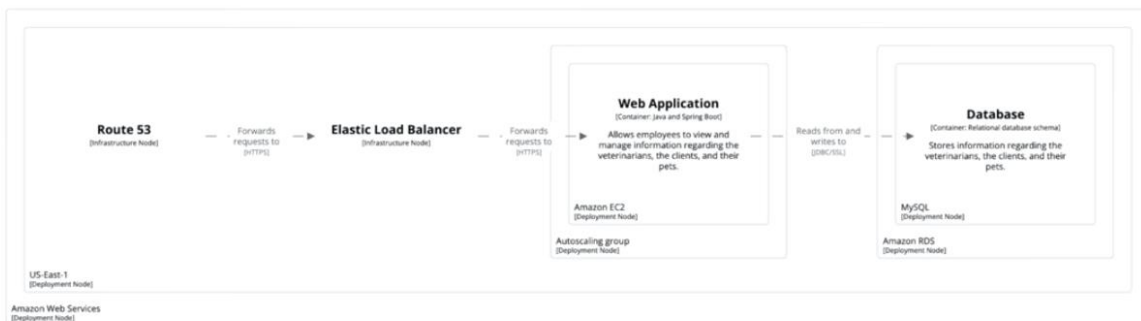 Route 53
[Infrastructure Node]
Forwards
requests to
[HTTPS]
Elastic Load Balancer
[Infrastructure Node]
Forwards
requests to
[HTTPS]
Web Application
[Container: Java and Spring Boot]
Allows employees to view and
manage information regarding the
veterinarians, the clients, and their
pets.
Amazon EC2
[Deployment Node]
Autoscaling group
[Deployment Node]
Reads from and
writes to
[JDBC/SSL]
Database
[Container: Relational database schema]
Stores information regarding the
veterinarians, the clients, and their
pets.
MySQL
[Deployment Node]
Amazon RDS
[Deployment Node]
US-East-1
[Deployment Node]
Amazon Web Services
[Deployment Node]